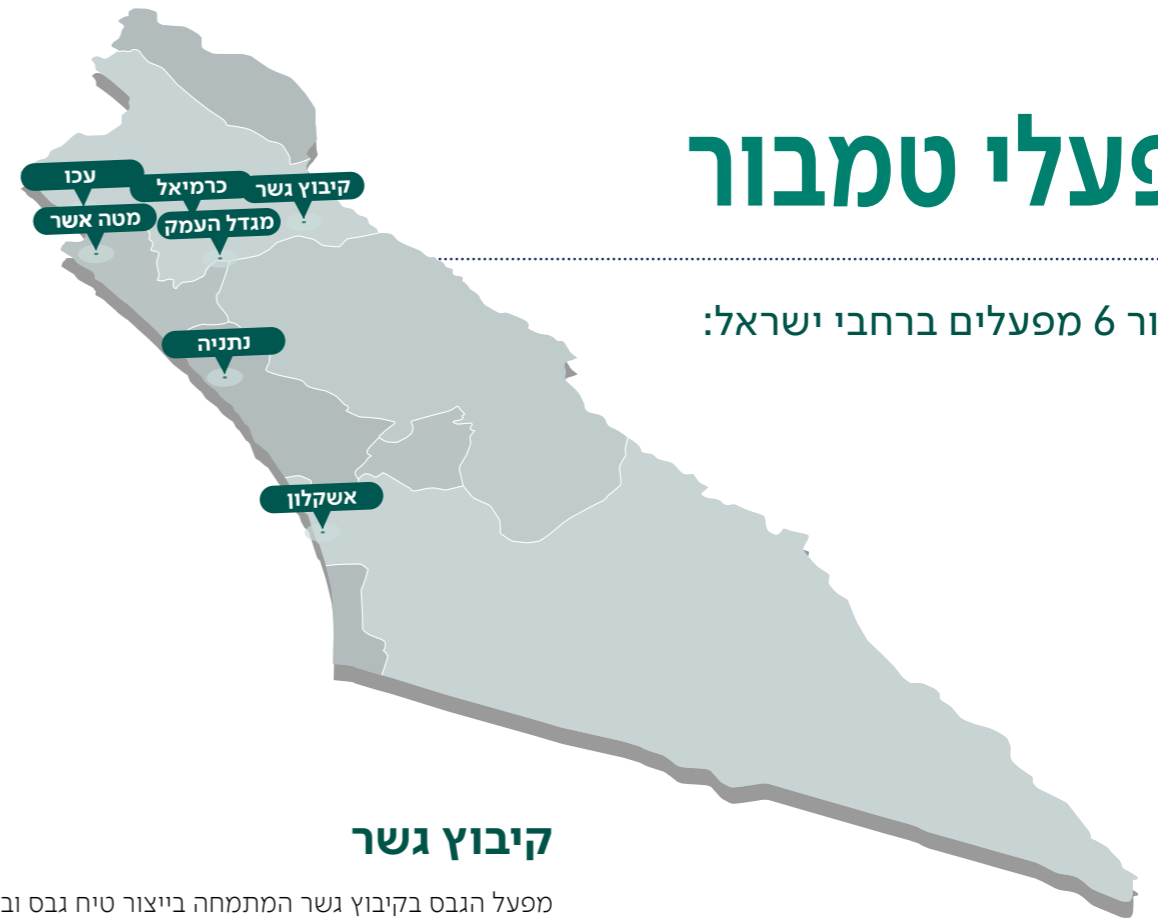 פעלי טמבור
ור 6 מפעלים ברחבי ישראל:
קיבוץ גשר
כרמיאל
עכו
מגדל העמק
מטה אשר
נתניה
אשקלון
קיבוץ גשר
מפעל הגבס בקיבוץ גשר המתמחה בייצור טיח גבס וב